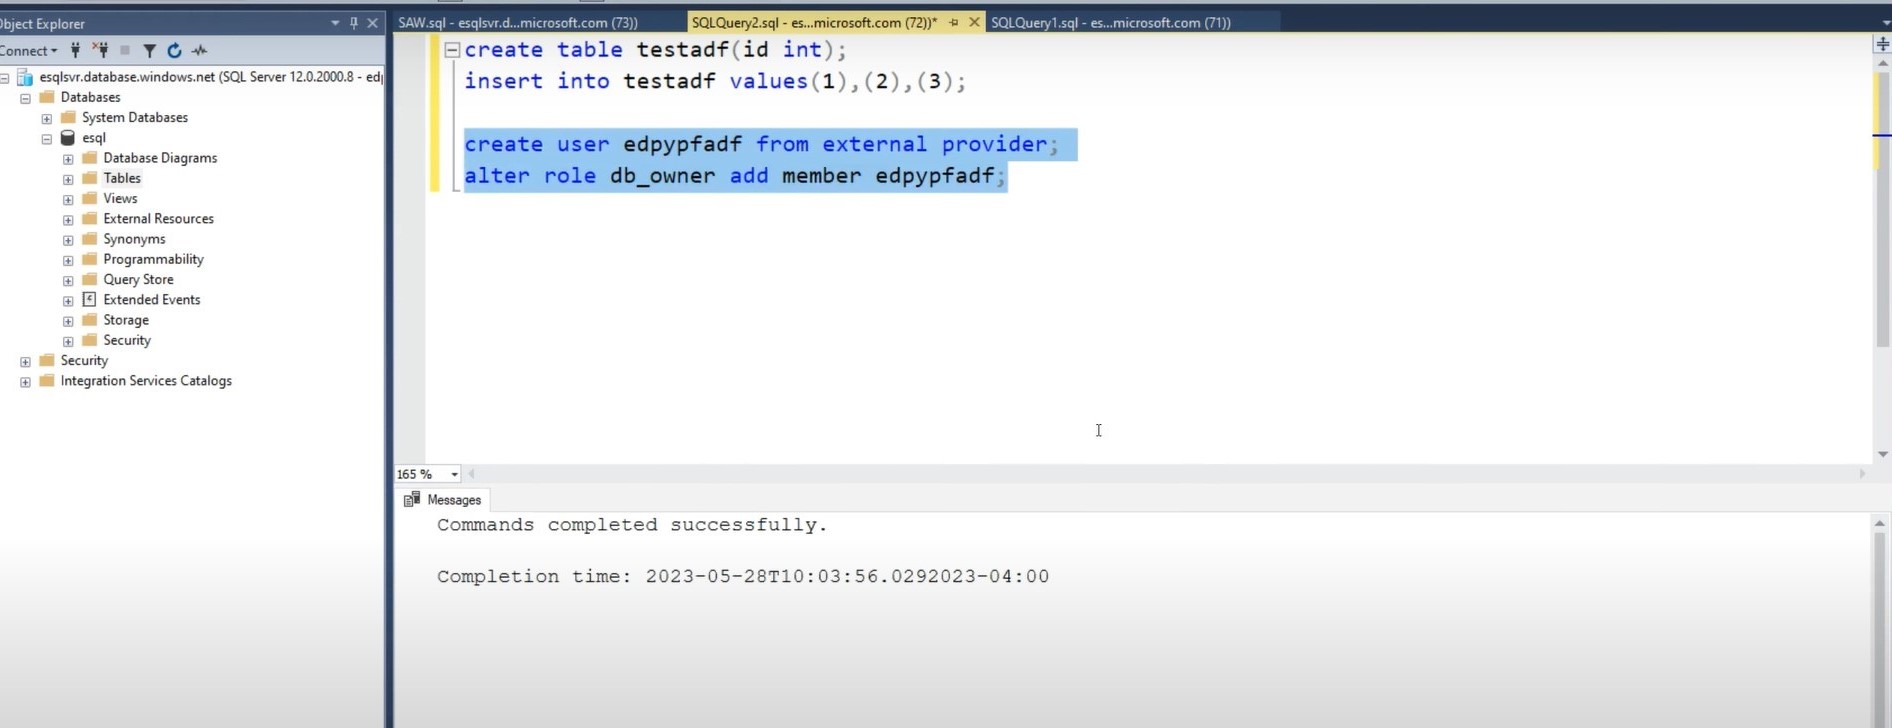 Object Explorer
Connect
esqlsvr.database.windows.net (SQL Server 12.0.2000.8 -
Databases
System Databases
esql
Database Diagrams
Tables
Views
External Resources
Synonyms
Programmability
Query Store
Extended Events
Storage
Security
Security
Integration Services Catalogs
SAW.sql - esqlsvr.d...microsoft.com (73))
SQLQuery2.sql - es...microsoft.com (72))*
SQLQuery1.sql - es...microsoft.com (71))
create table testadf(id int);
insert into testadf values(1),(2),(3);
create user edpypfadf from external provider;
alter role db_owner add member edpypfadf;
165 %
Messages
Commands completed successfully.
Completion time: 2023-05-28T10:03:56.0292023-04:00